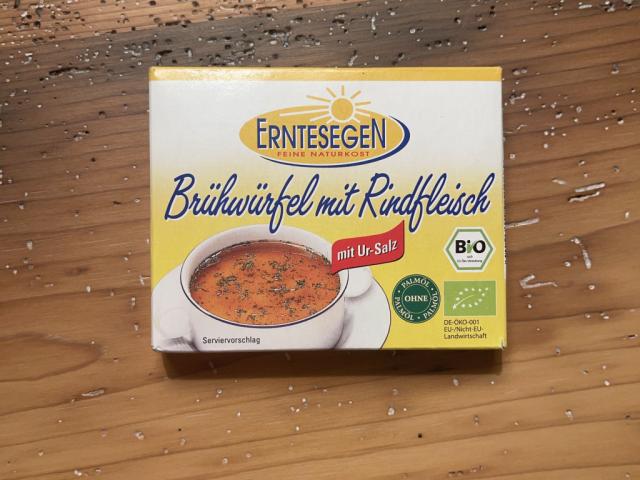 ERNTESEGEN
FEINE NATURKOST
Brühwürfel mit Rindfleisch
mit Ur-Salz
Bio
PALMÖL
OHNE
PALMÖL
PALMÖL
DE-ÖKO-001
EU-/Nicht-EU-
Landwirtschaft
Serviervorschlag